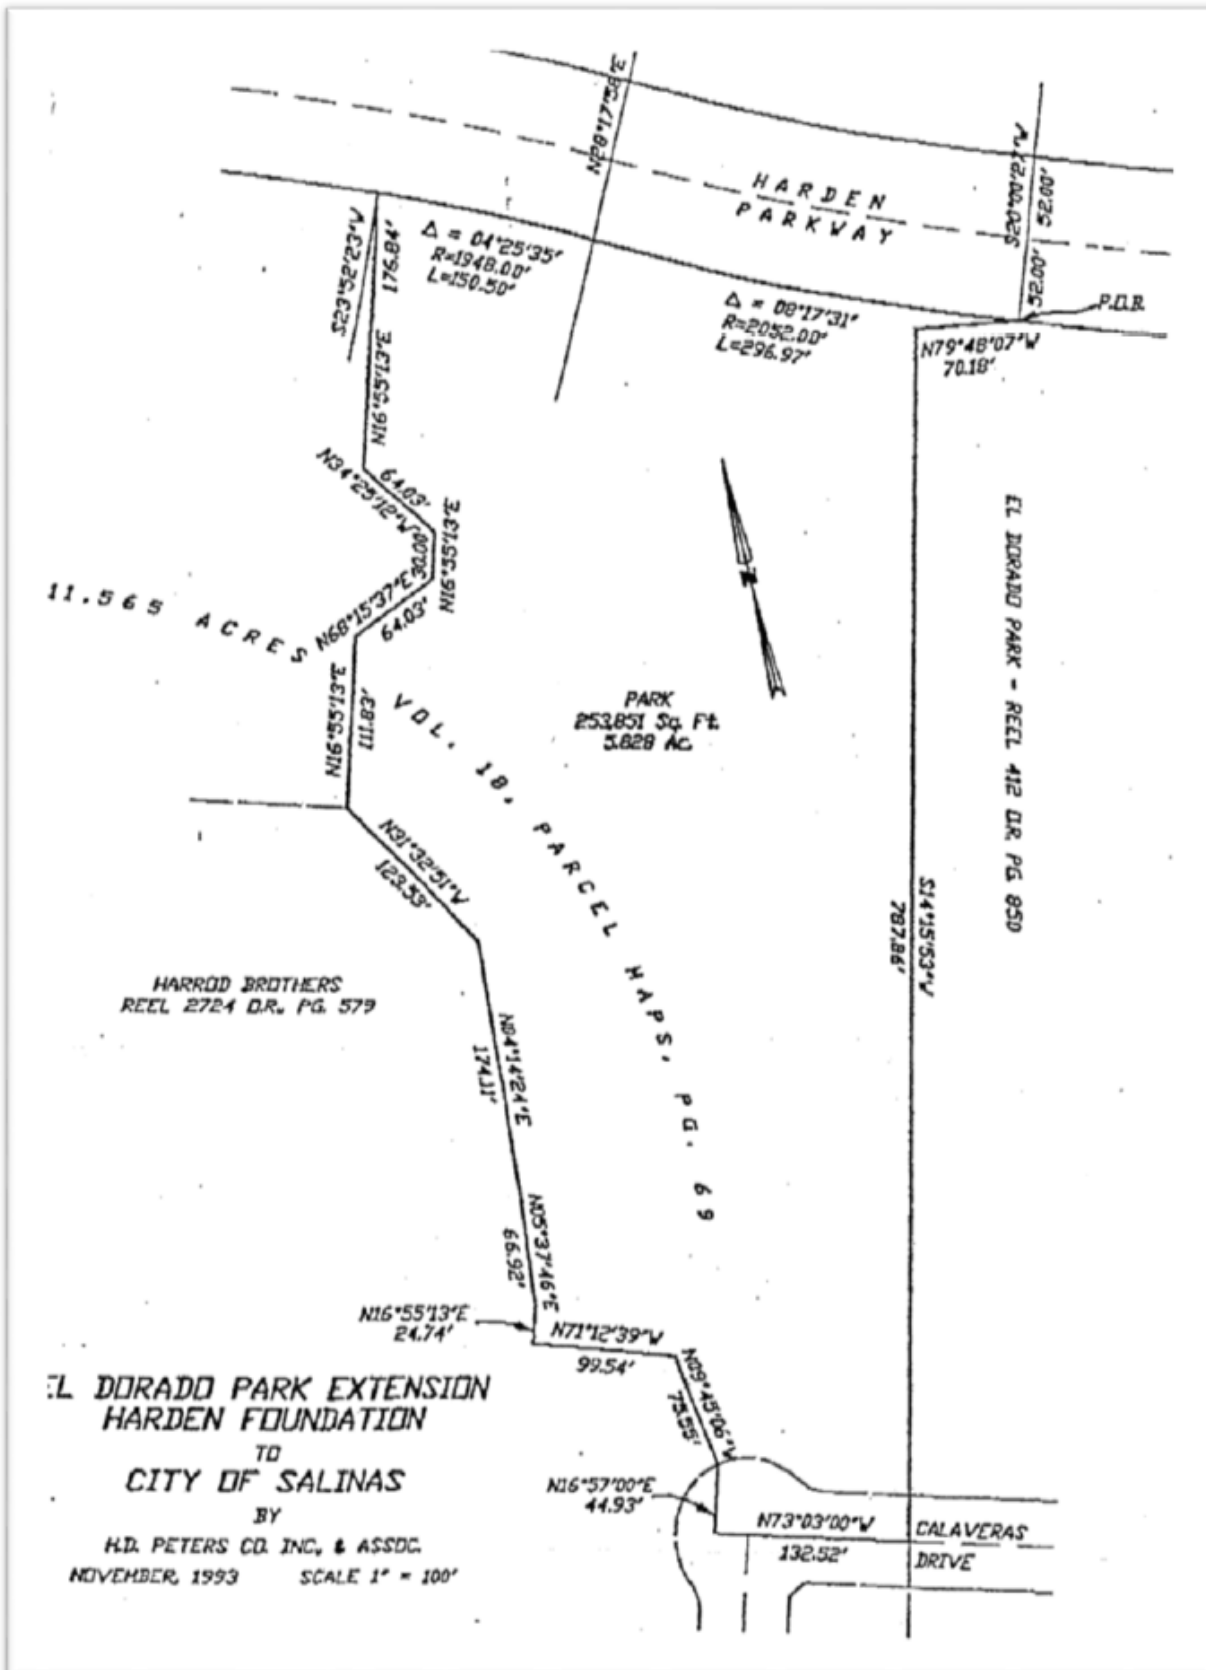 N28°17'58"E
S20°00'27"W
52.00'
52.00'
HARDEN
PARKWAY
P.O.B.
Δ = 04°25'35"
R=1948.00'
L=150.50'
Δ = 08°17'31"
R=2052.00'
L=296.97'
N79°48'07"W
70.18'
S23°52'23"W
176.84'
N16°55'13"E
64.03'
N34°25'12"W
30.00'
N16°55'13"E
N68°15'37"E
64.03'
11.565 ACRES
VOL. 18, PARCEL MAPS, PG. 69
N16°55'13"E
111.83'
PARK
253,851 Sq. Ft.
5.828 Ac.
EL DORADO PARK - REEL 412 O.R. PG. 850
S14°15'53"W
787.86'
N31°32'51"W
123.53'
HARROD BROTHERS
REEL 2724 O.R., PG. 579
N04°14'24"E
174.11'
N05°37'46"E
66.92'
N16°55'13"E
24.74'
N71°12'39"W
99.54'
N09°45'06"W
75.55'
N16°57'00"E
44.93'
N73°03'00"W
132.52'
CALAVERAS
DRIVE
EL DORADO PARK EXTENSION
HARDEN FOUNDATION
TO
CITY OF SALINAS
BY
H.D. PETERS CO. INC. & ASSOC.
NOVEMBER, 1993 SCALE 1" = 100'